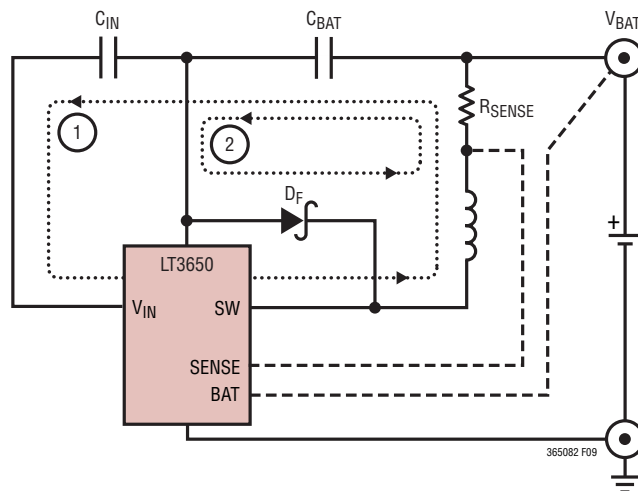 C_IN
C_BAT
V_BAT
R_SENSE
1
2
D_F
LT3650
V_IN
SW
SENSE
BAT
+
365082 F09